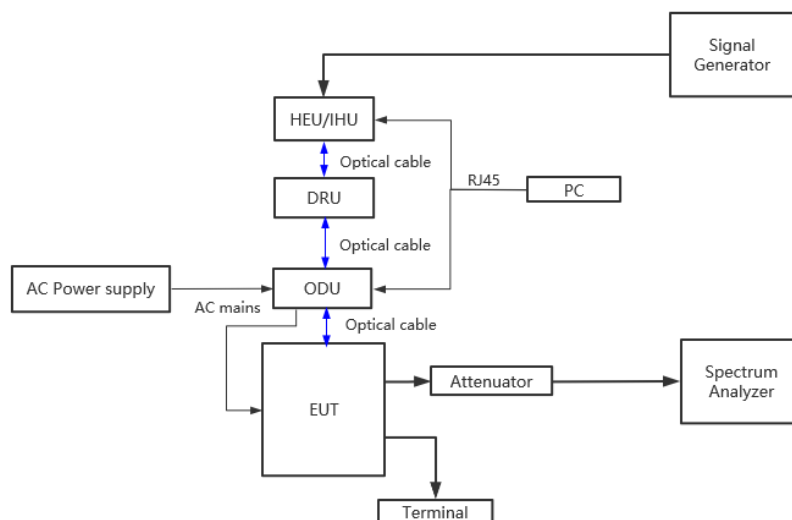 Signal
Generator
HEU/IHU
Optical cable
RJ45
PC
DRU
Optical cable
AC Power supply
AC mains
ODU
Optical cable
EUT
Attenuator
Spectrum
Analyzer
Terminal